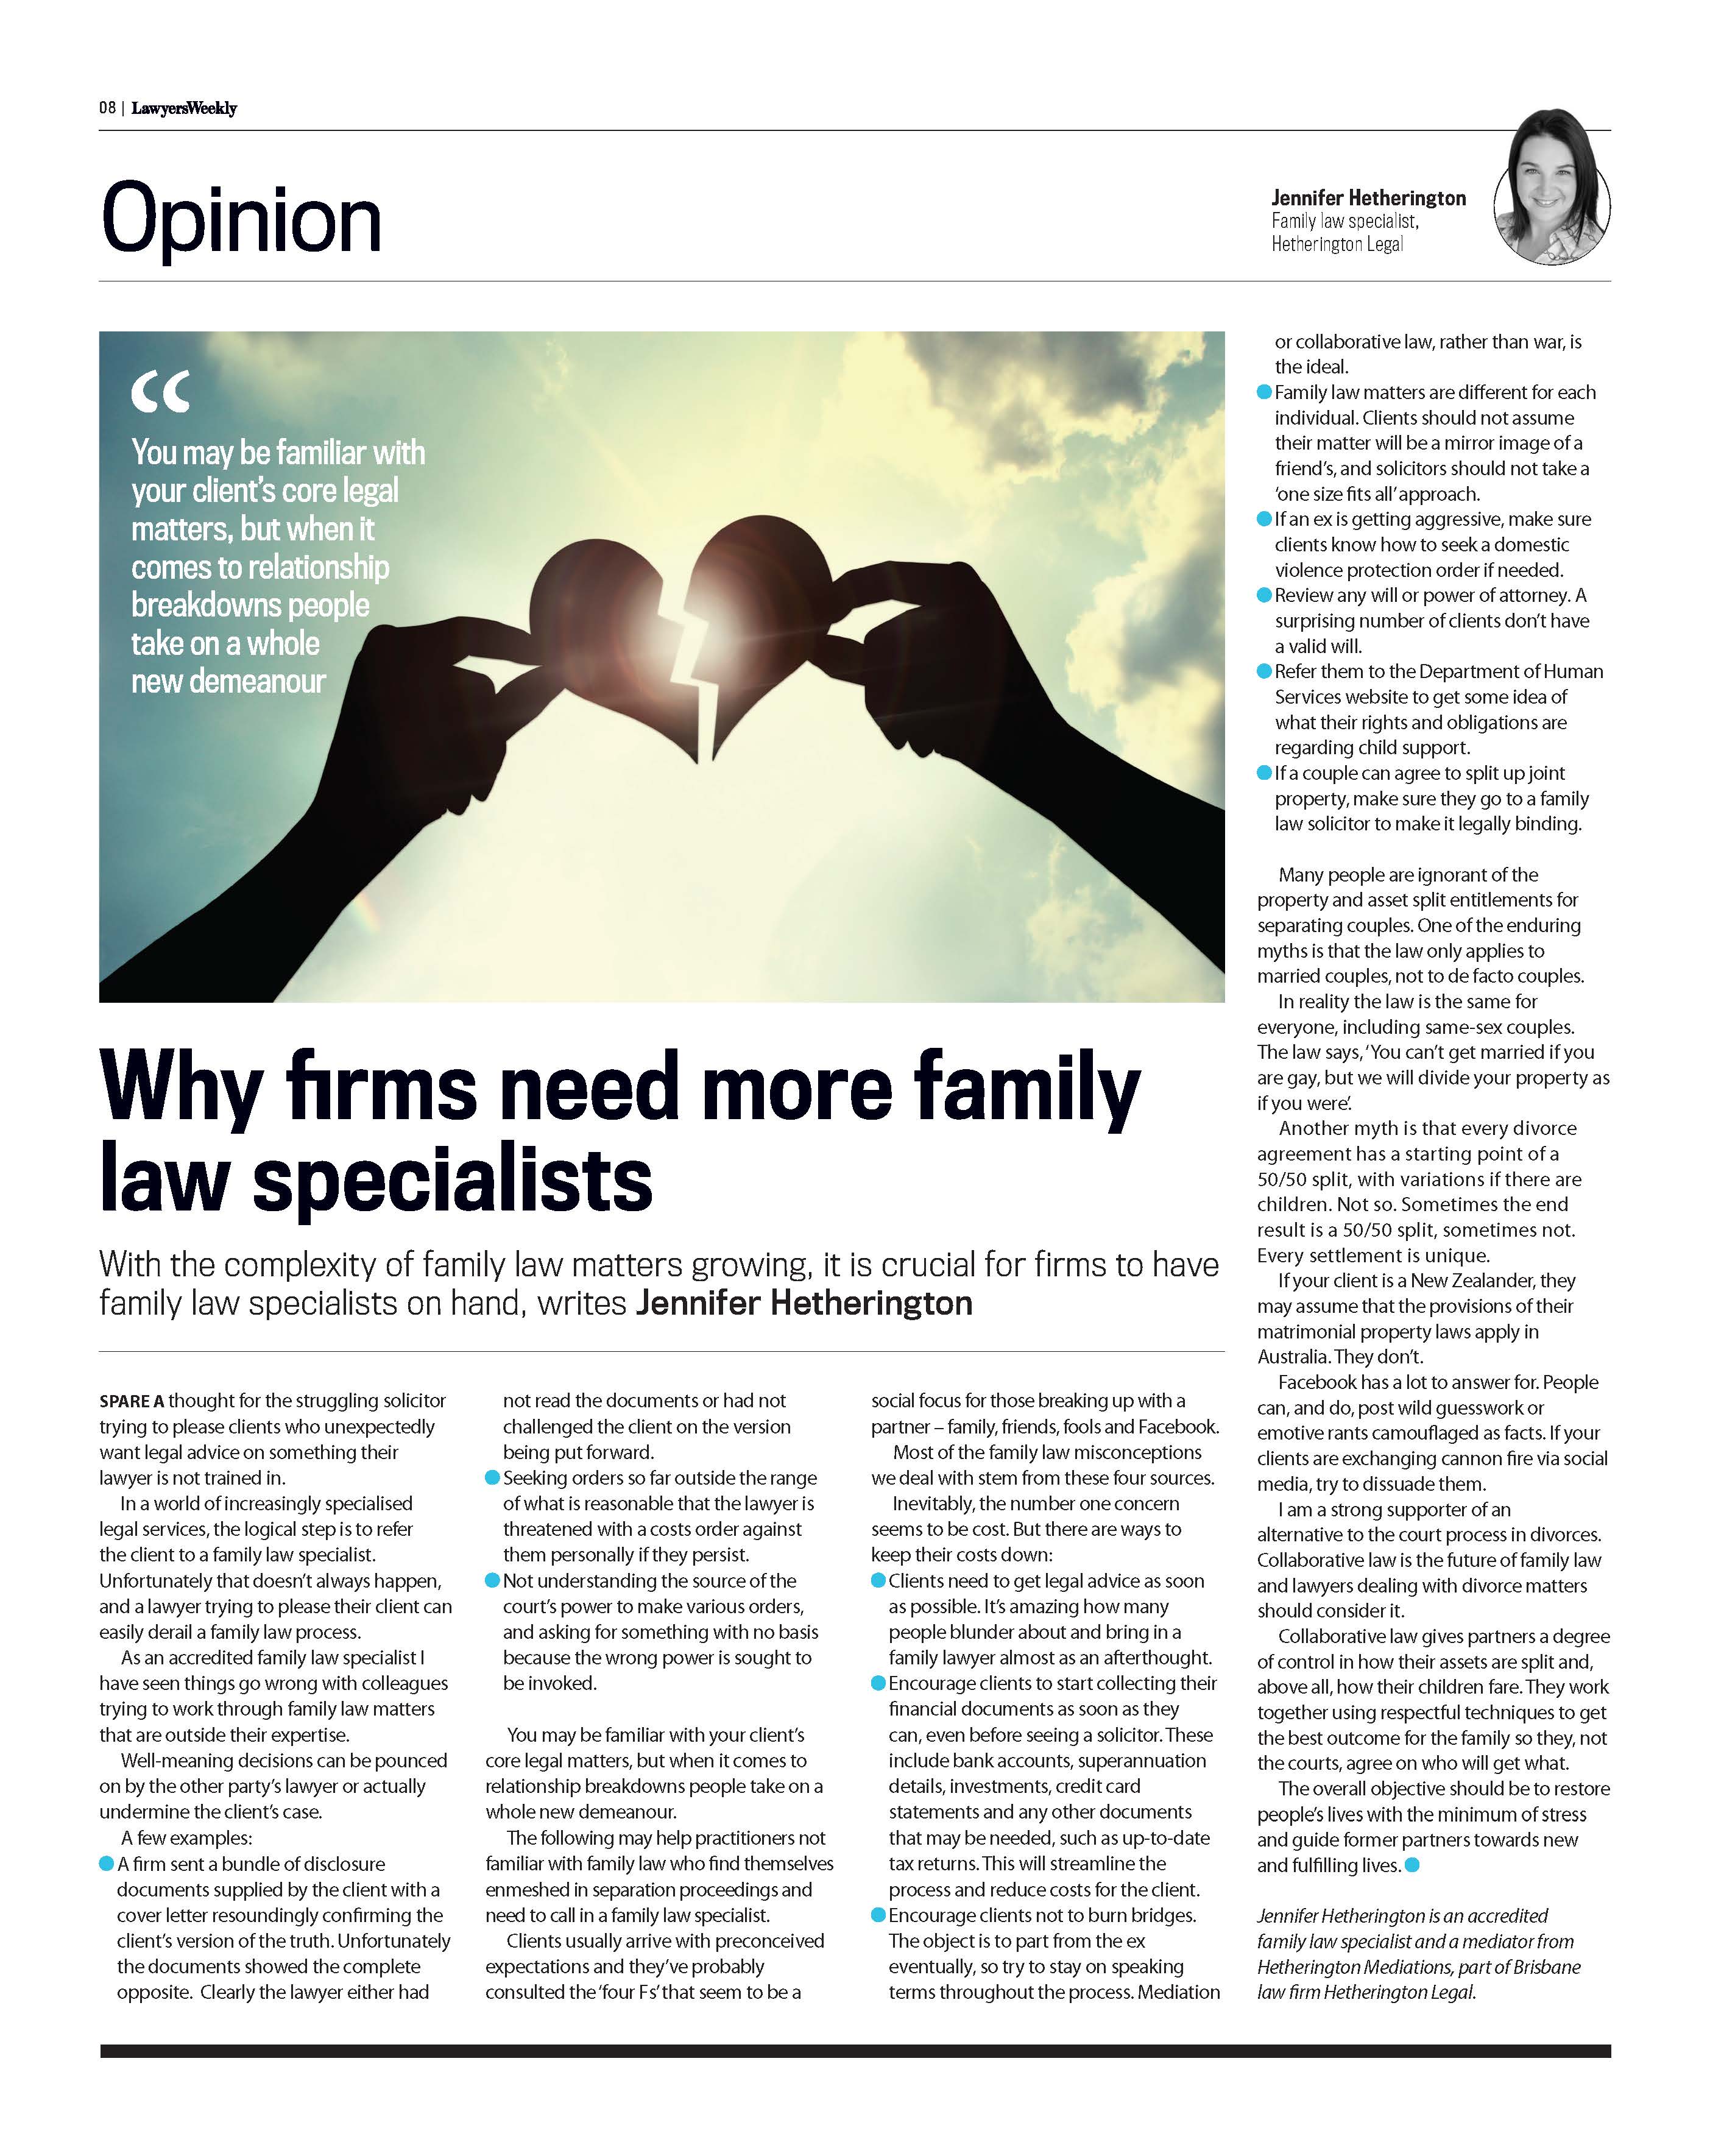 08 | LawyersWeekly
Opinion
Jennifer Hetherington
Family law specialist,
Hetherington Legal
“
You may be familiar with
your client’s core legal
matters, but when it
comes to relationship
breakdowns people
take on a whole
new demeanour
Why firms need more family
law specialists
With the complexity of family law matters growing, it is crucial for firms to have
family law specialists on hand, writes Jennifer Hetherington
SPARE A thought for the struggling solicitor
trying to please clients who unexpectedly
want legal advice on something their
lawyer is not trained in.
In a world of increasingly specialised
legal services, the logical step is to refer
the client to a family law specialist.
Unfortunately that doesn’t always happen,
and a lawyer trying to please their client can
easily derail a family law process.
As an accredited family law specialist I
have seen things go wrong with colleagues
trying to work through family law matters
that are outside their expertise.
Well-meaning decisions can be pounced
on by the other party’s lawyer or actually
undermine the client’s case.
A few examples:
● A firm sent a bundle of disclosure
documents supplied by the client with a
cover letter resoundingly confirming the
client’s version of the truth. Unfortunately
the documents showed the complete
opposite. Clearly the lawyer either had
not read the documents or had not
challenged the client on the version
being put forward.
● Seeking orders so far outside the range
of what is reasonable that the lawyer is
threatened with a costs order against
them personally if they persist.
● Not understanding the source of the
court’s power to make various orders,
and asking for something with no basis
because the wrong power is sought to
be invoked.
You may be familiar with your client’s
core legal matters, but when it comes to
relationship breakdowns people take on a
whole new demeanour.
The following may help practitioners not
familiar with family law who find themselves
enmeshed in separation proceedings and
need to call in a family law specialist.
Clients usually arrive with preconceived
expectations and they’ve probably
consulted the ‘four Fs’ that seem to be a
social focus for those breaking up with a
partner – family, friends, fools and Facebook.
Most of the family law misconceptions
we deal with stem from these four sources.
Inevitably, the number one concern
seems to be cost. But there are ways to
keep their costs down:
● Clients need to get legal advice as soon
as possible. It’s amazing how many
people blunder about and bring in a
family lawyer almost as an afterthought.
● Encourage clients to start collecting their
financial documents as soon as they
can, even before seeing a solicitor. These
include bank accounts, superannuation
details, investments, credit card
statements and any other documents
that may be needed, such as up-to-date
tax returns. This will streamline the
process and reduce costs for the client.
● Encourage clients not to burn bridges.
The object is to part from the ex
eventually, so try to stay on speaking
terms throughout the process. Mediation
or collaborative law, rather than war, is
the ideal.
● Family law matters are different for each
individual. Clients should not assume
their matter will be a mirror image of a
friend’s, and solicitors should not take a
‘one size fits all’ approach.
● If an ex is getting aggressive, make sure
clients know how to seek a domestic
violence protection order if needed.
● Review any will or power of attorney. A
surprising number of clients don’t have
a valid will.
● Refer them to the Department of Human
Services website to get some idea of
what their rights and obligations are
regarding child support.
● If a couple can agree to split up joint
property, make sure they go to a family
law solicitor to make it legally binding.
Many people are ignorant of the
property and asset split entitlements for
separating couples. One of the enduring
myths is that the law only applies to
married couples, not to de facto couples.
In reality the law is the same for
everyone, including same-sex couples.
The law says, ‘You can’t get married if you
are gay, but we will divide your property as
if you were’.
Another myth is that every divorce
agreement has a starting point of a
50/50 split, with variations if there are
children. Not so. Sometimes the end
result is a 50/50 split, sometimes not.
Every settlement is unique.
If your client is a New Zealander, they
may assume that the provisions of their
matrimonial property laws apply in
Australia. They don’t.
Facebook has a lot to answer for. People
can, and do, post wild guesswork or
emotive rants camouflaged as facts. If your
clients are exchanging cannon fire via social
media, try to dissuade them.
I am a strong supporter of an
alternative to the court process in divorces.
Collaborative law is the future of family law
and lawyers dealing with divorce matters
should consider it.
Collaborative law gives partners a degree
of control in how their assets are split and,
above all, how their children fare. They work
together using respectful techniques to get
the best outcome for the family so they, not
the courts, agree on who will get what.
The overall objective should be to restore
people’s lives with the minimum of stress
and guide former partners towards new
and fulfilling lives. ●
Jennifer Hetherington is an accredited
family law specialist and a mediator from
Hetherington Mediations, part of Brisbane
law firm Hetherington Legal.